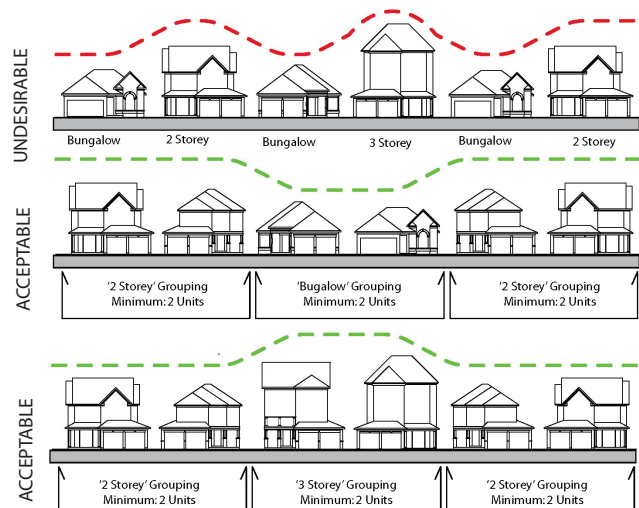 UNDESIRABLE
Bungalow 2 Storey Bungalow 3 Storey Bungalow 2 Storey
ACCEPTABLE
'2 Storey' Grouping
Minimum: 2 Units
'Bugalow' Grouping
Minimum: 2 Units
'2 Storey' Grouping
Minimum: 2 Units
ACCEPTABLE
'2 Storey' Grouping
Minimum: 2 Units
'3 Storey' Grouping
Minimum: 2 Units
'2 Storey' Grouping
Minimum: 2 Units